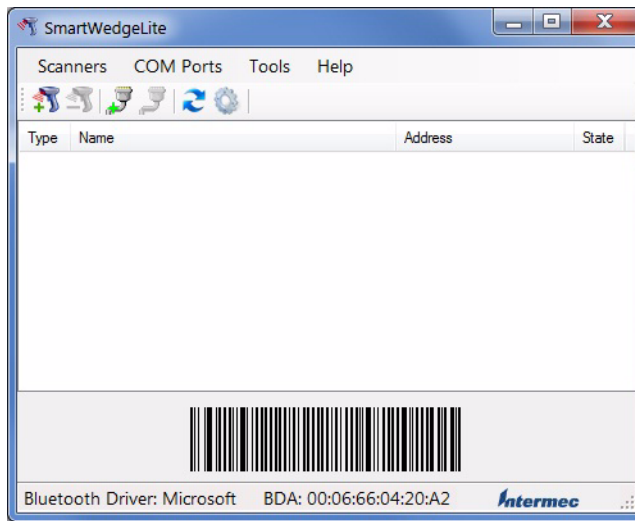 SmartWedgeLite
Scanners COM Ports Tools Help
Type Name Address State
Bluetooth Driver: Microsoft BDA: 00:06:66:04:20:A2 Intermec